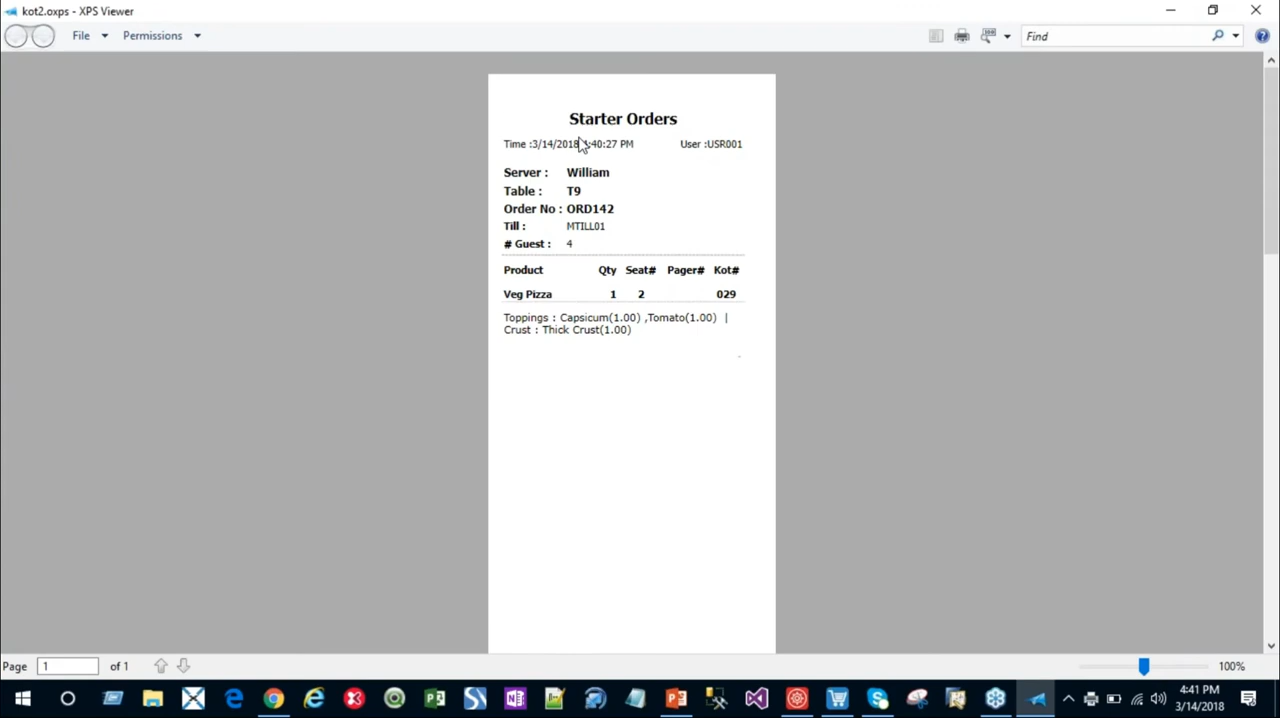 kot2.oxps - XPS Viewer
File Permissions Find
Starter Orders
Time :3/14/2018 :40:27 PM User :USR001
Server : William
Table : T9
Order No : ORD142
Till : MTILL01
# Guest : 4
Product Qty Seat# Pager# Kot#
Veg Pizza 1 2 029
Toppings : Capsicum(1.00) ,Tomato(1.00) |
Crust : Thick Crust(1.00)
Page 1 of 1 100%
4:41 PM
3/14/2018